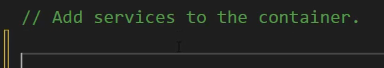 // Add services to the container.